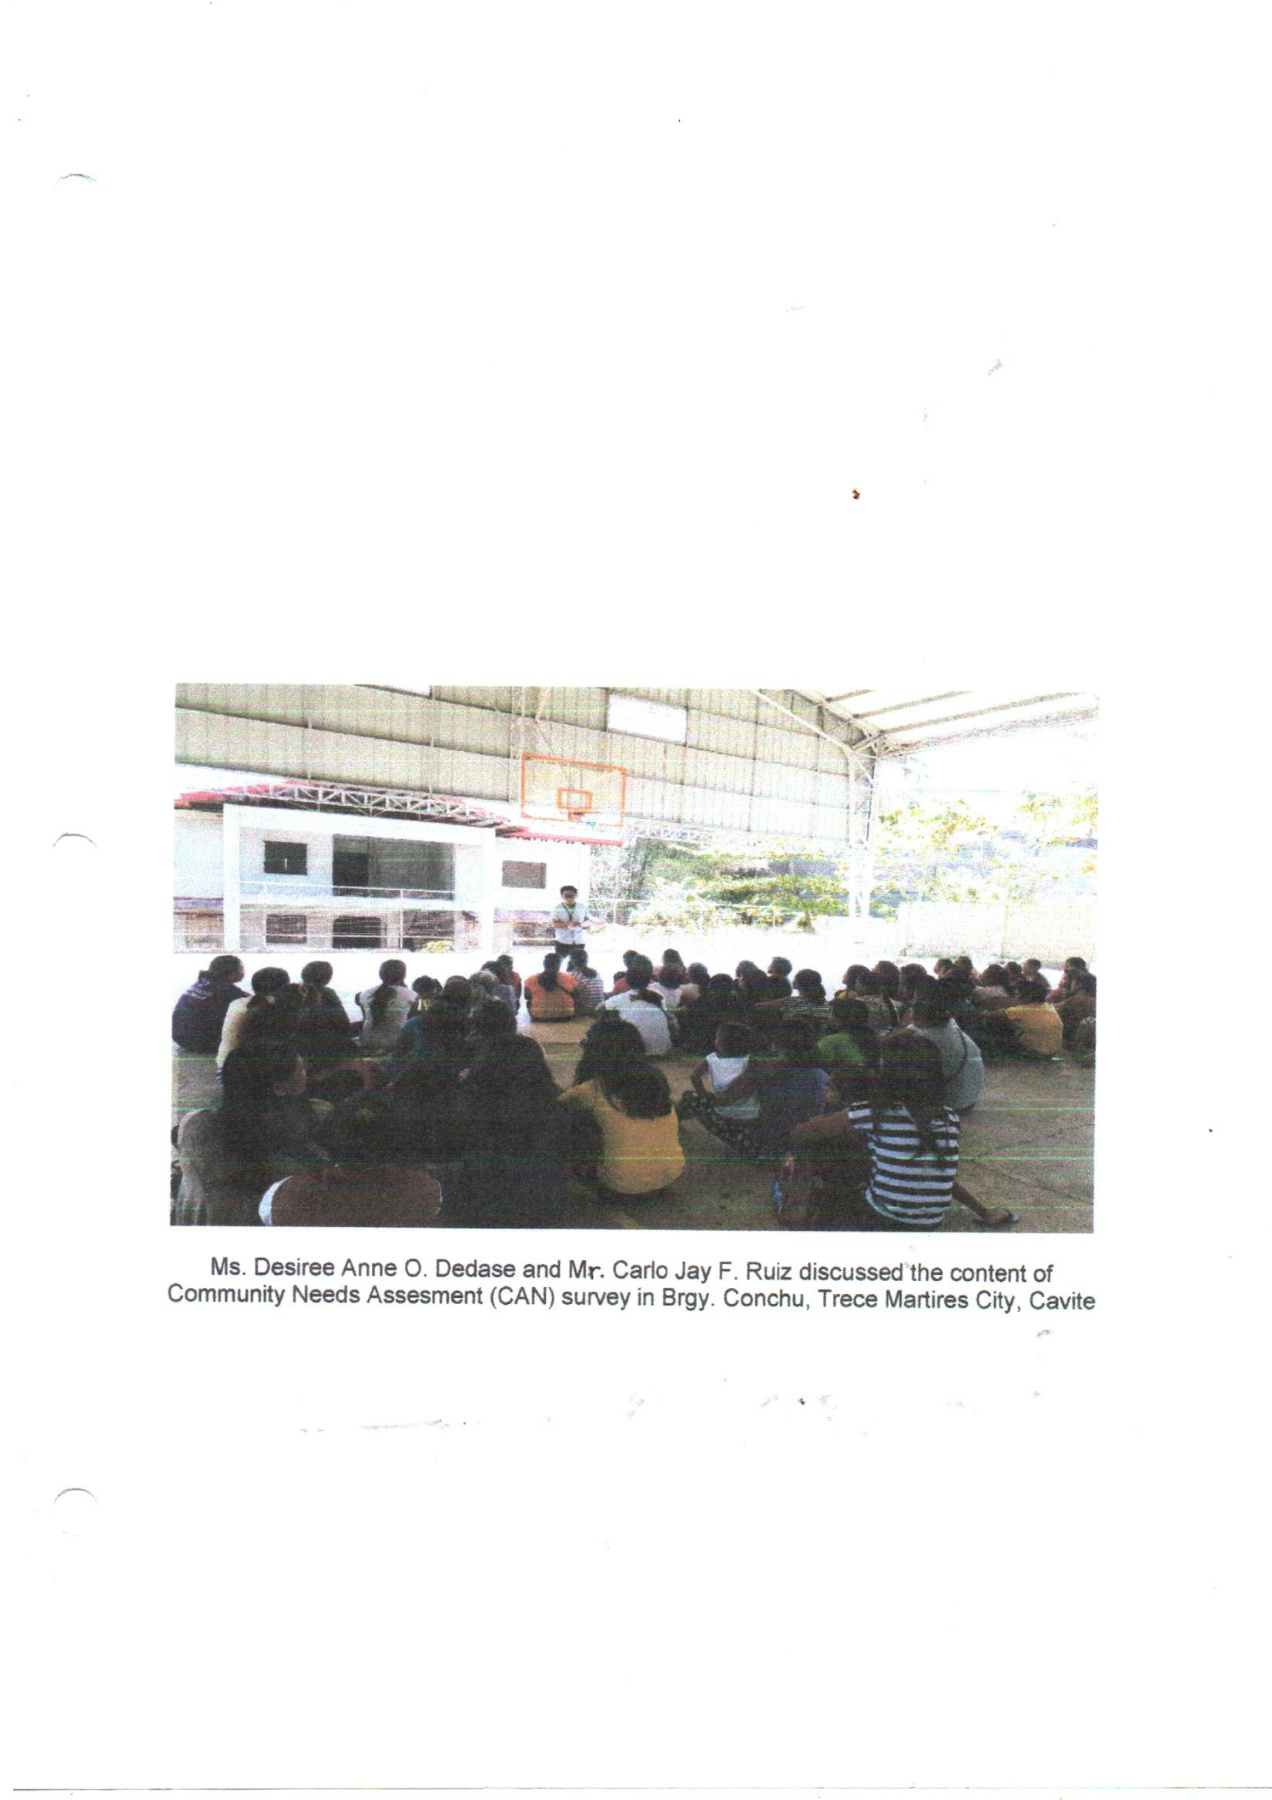 Ms. Desiree Anne O. Dedase and Mr. Carlo Jay F. Ruiz discussed the content of
Community Needs Assesment (CAN) survey in Brgy. Conchu, Trece Martires City, Cavite